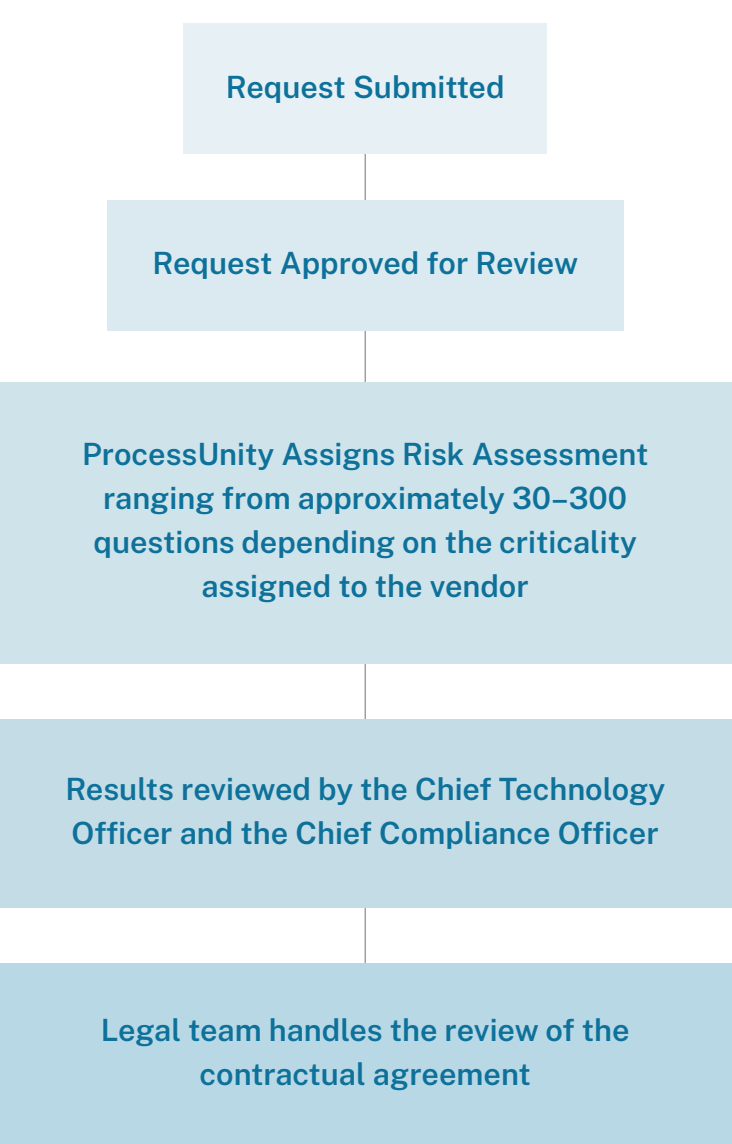 Request Submitted
Request Approved for Review
ProcessUnity Assigns Risk Assessment
ranging from approximately 30–300
questions depending on the criticality
assigned to the vendor
Results reviewed by the Chief Technology
Officer and the Chief Compliance Officer
Legal team handles the review of the
contractual agreement